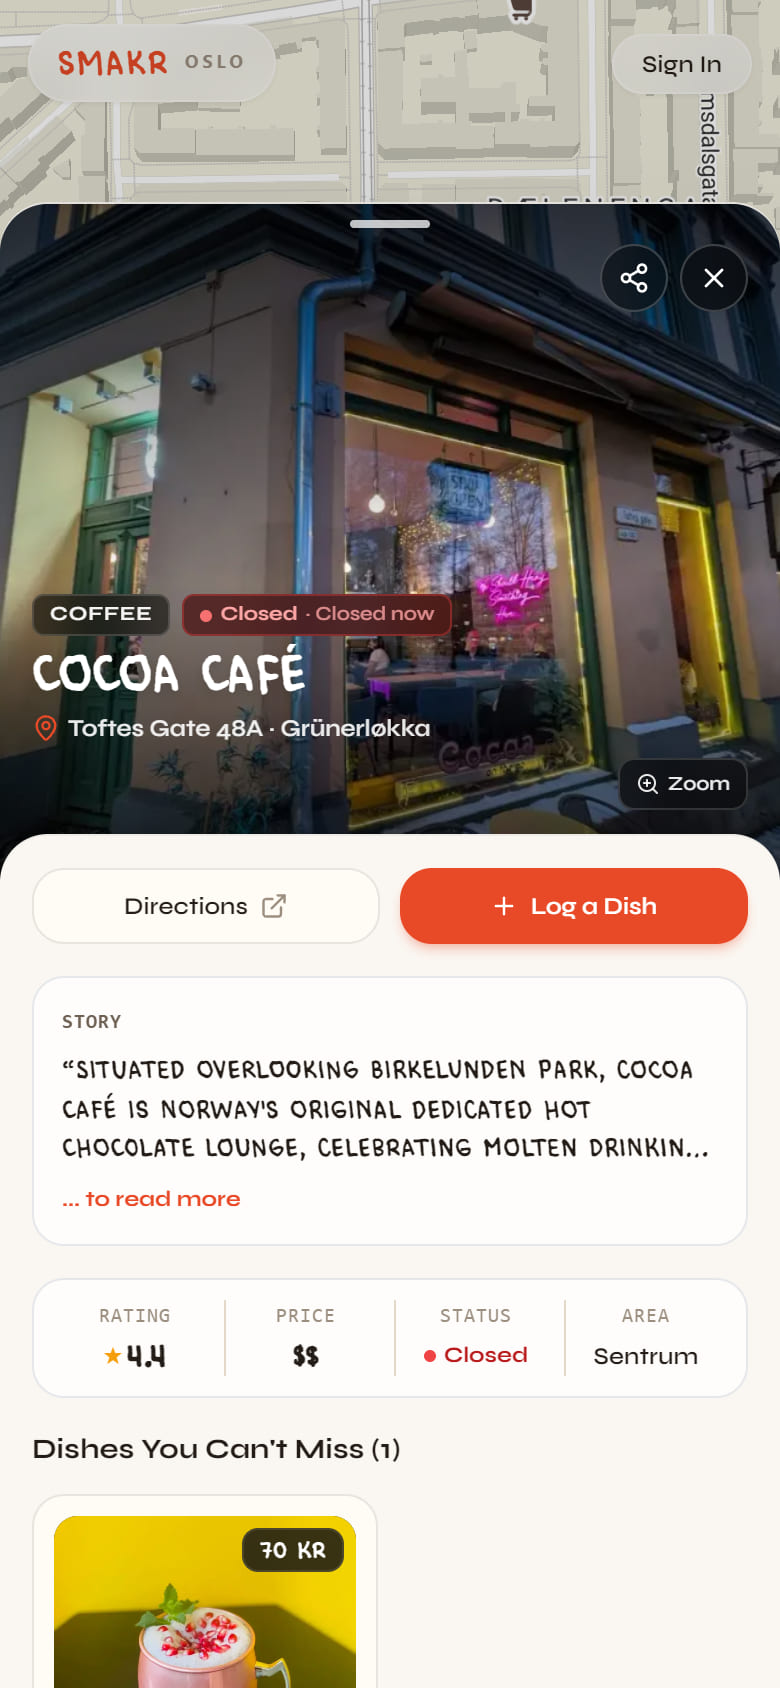 SMAKR OSLO
Sign In
msdalsgata
COFFEE
Closed · Closed now
COCOA CAFÉ
Toftes Gate 48A · Grünerløkka
Cocoa
Zoom
Directions
Log a Dish
STORY
“SITUATED OVERLOOKING BIRKELUNDEN PARK, COCOA
CAFÉ IS NORWAY'S ORIGINAL DEDICATED HOT
CHOCOLATE LOUNGE, CELEBRATING MOLTEN DRINKIN...
... to read more
RATING
★ 4.4
PRICE
$$
STATUS
Closed
AREA
Sentrum
Dishes You Can't Miss (1)
70 KR